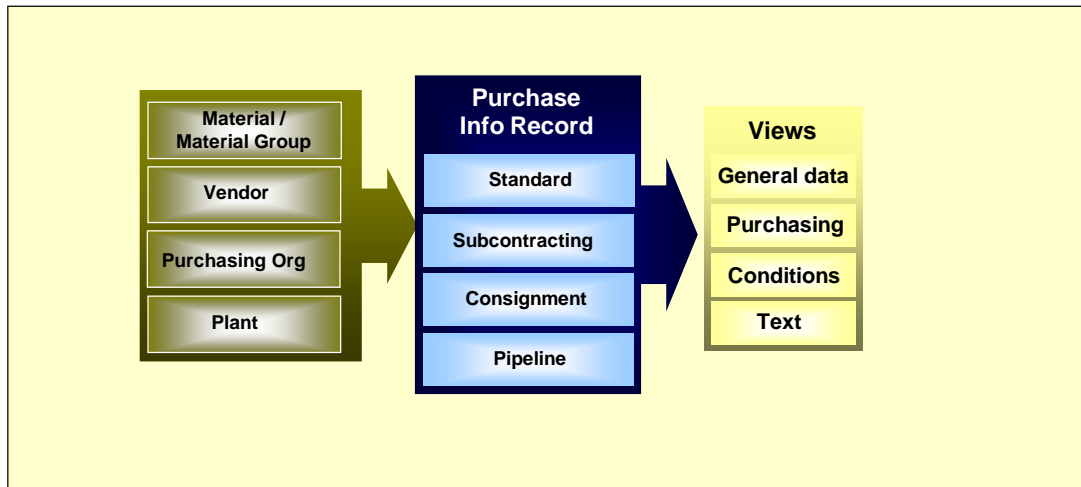 Material /
Material Group
Vendor
Purchasing Org
Plant
Purchase
Info Record
Standard
Subcontracting
Consignment
Pipeline
Views
General data
Purchasing
Conditions
Text